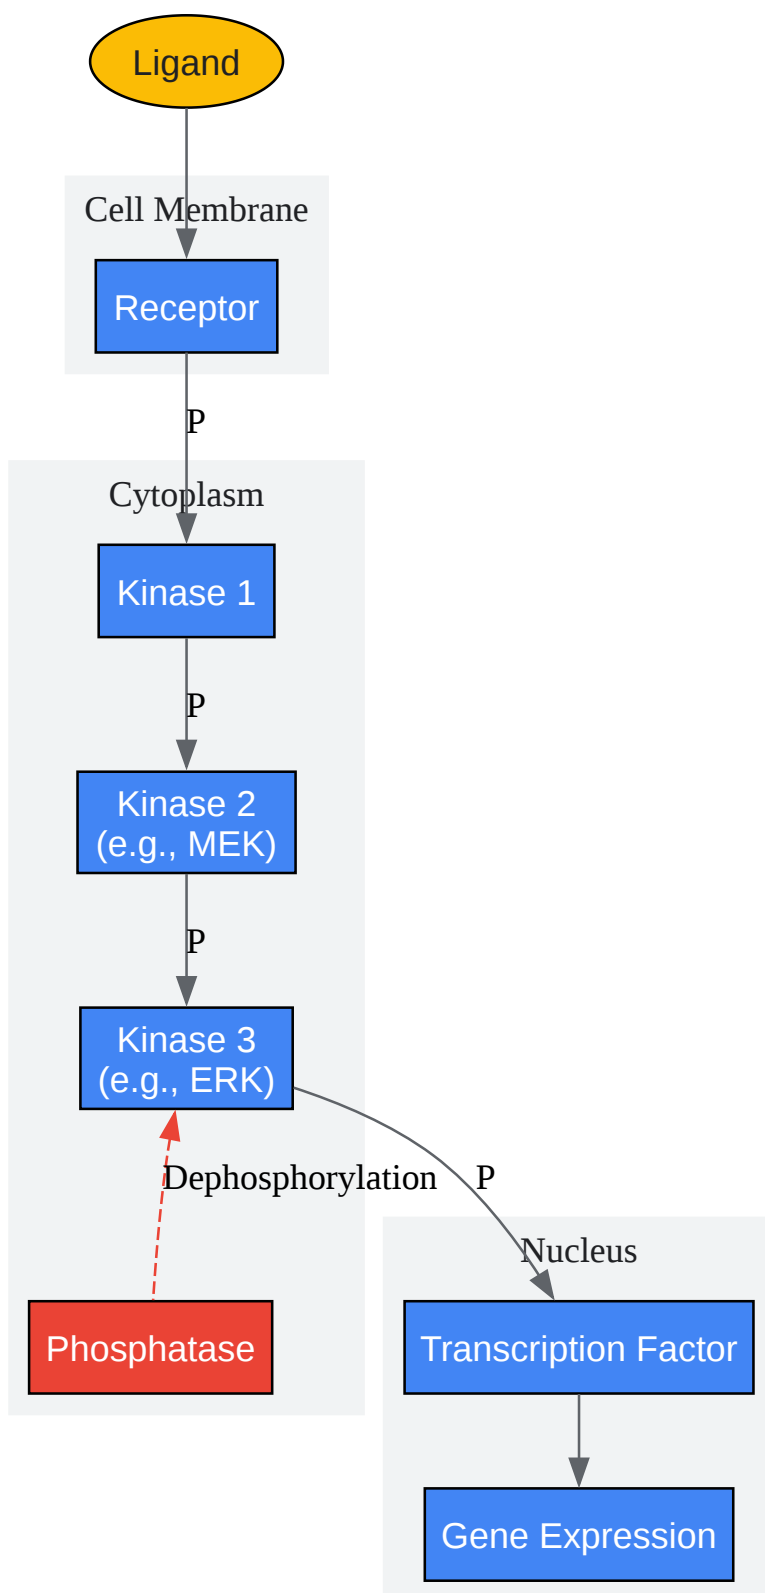 Ligand
Cell Membrane
Receptor
P
Cytoplasm
Kinase 1
P
Kinase 2
(e.g., MEK)
P
Kinase 3
(e.g., ERK)
Dephosphorylation
P
Nucleus
Phosphatase
Transcription Factor
Gene Expression